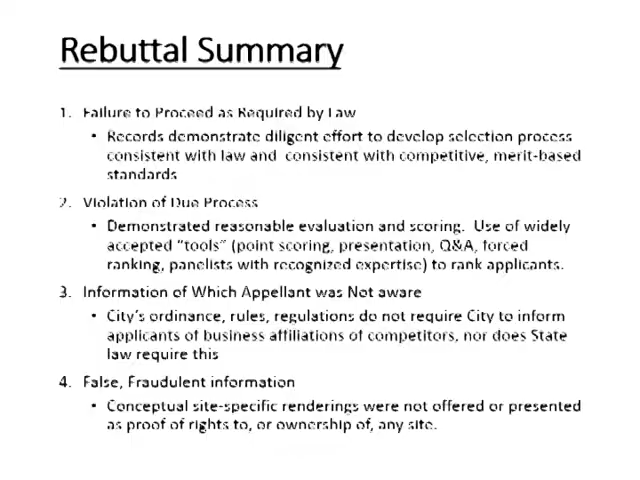 Rebuttal Summary
1. Failure to Proceed as Required by Law
• Records demonstrate diligent effort to develop selection process
consistent with law and consistent with competitive, merit-based
standards
2. Violation of Due Process
• Demonstrated reasonable evaluation and scoring. Use of widely
accepted “tools” (point scoring, presentation, Q&A, forced
ranking, panelists with recognized expertise) to rank applicants.
3. Information of Which Appellant was Not aware
• City’s ordinance, rules, regulations do not require City to inform
applicants of business affiliations of competitors, nor does State
law require this
4. False, Fraudulent information
• Conceptual site-specific renderings were not offered or presented
as proof of rights to, or ownership of, any site.